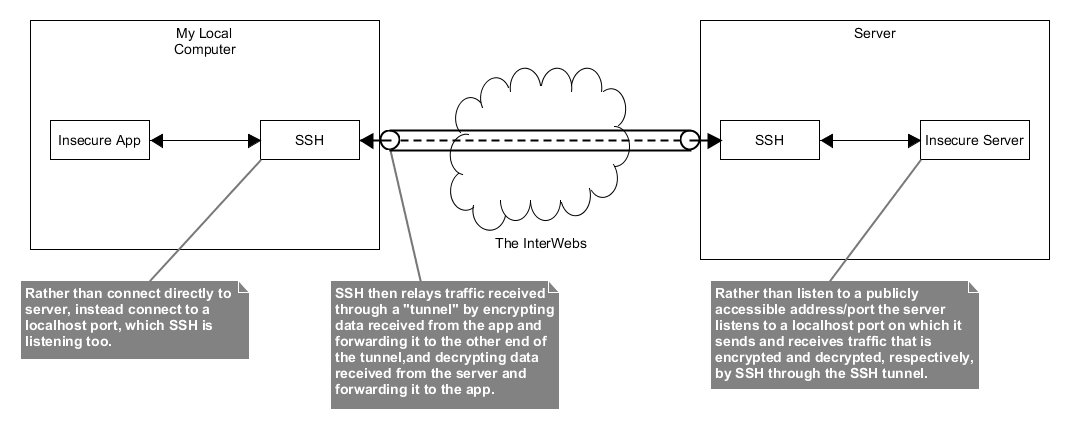 My Local
Computer
Server
Insecure App
SSH
SSH
Insecure Server
The InterWebs
Rather than connect directly to
server, instead connect to a
localhost port, which SSH is
listening too.
SSH then relays traffic received
through a "tunnel" by encrypting
data received from the app and
forwarding it to the other end of
the tunnel,and decrypting data
received from the server and
forwarding it to the app.
Rather than listen to a publicly
accessible address/port the server
listens to a localhost port on which it
sends and receives traffic that is
encrypted and decrypted, respectively,
by SSH through the SSH tunnel.